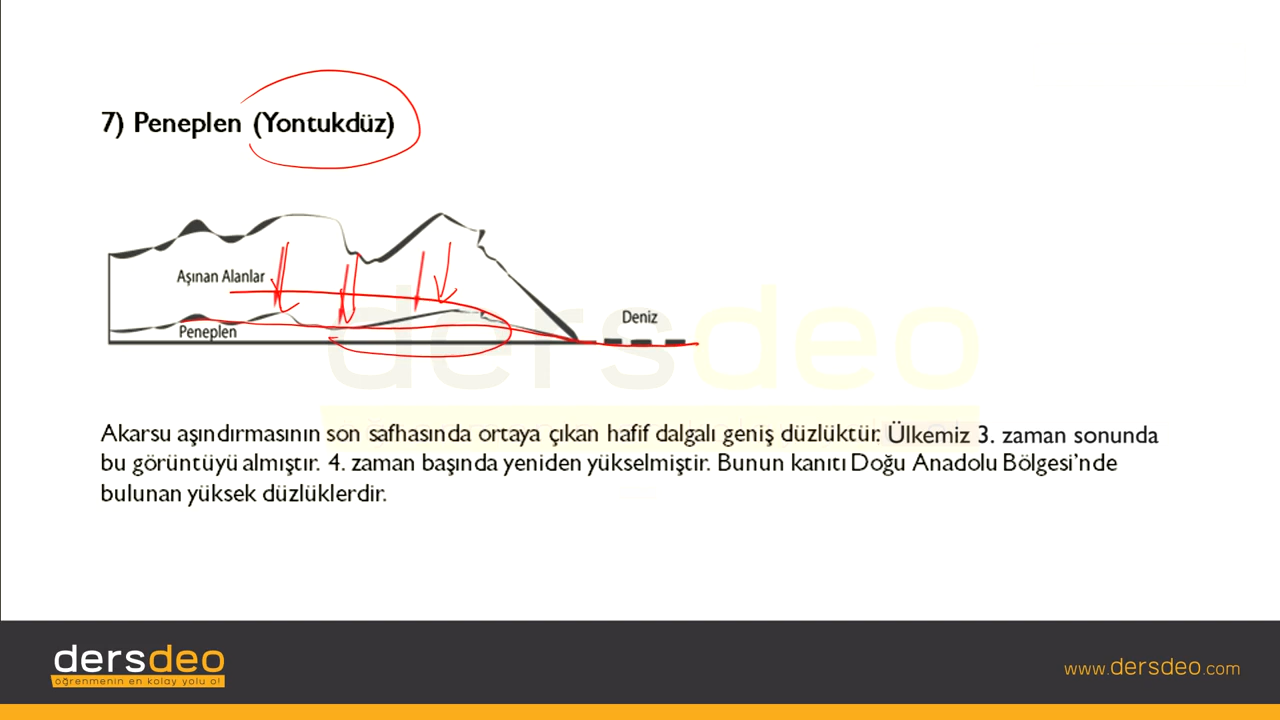 7) Peneplen (Yontukdüz)
Aşınan Alanlar
Peneplen
Deniz
dersdeo
Akarsu aşındırmasının son safhasında ortaya çıkan hafif dalgalı geniş düzlüktür. Ülkemiz 3. zaman sonunda
bu görüntüyü almıştır. 4. zaman başında yeniden yükselmiştir. Bunun kanıtı Doğu Anadolu Bölgesi'nde
bulunan yüksek düzlüklerdir.
dersdeo
öğrenmenin en kolay yolu o!
www.dersdeo.com